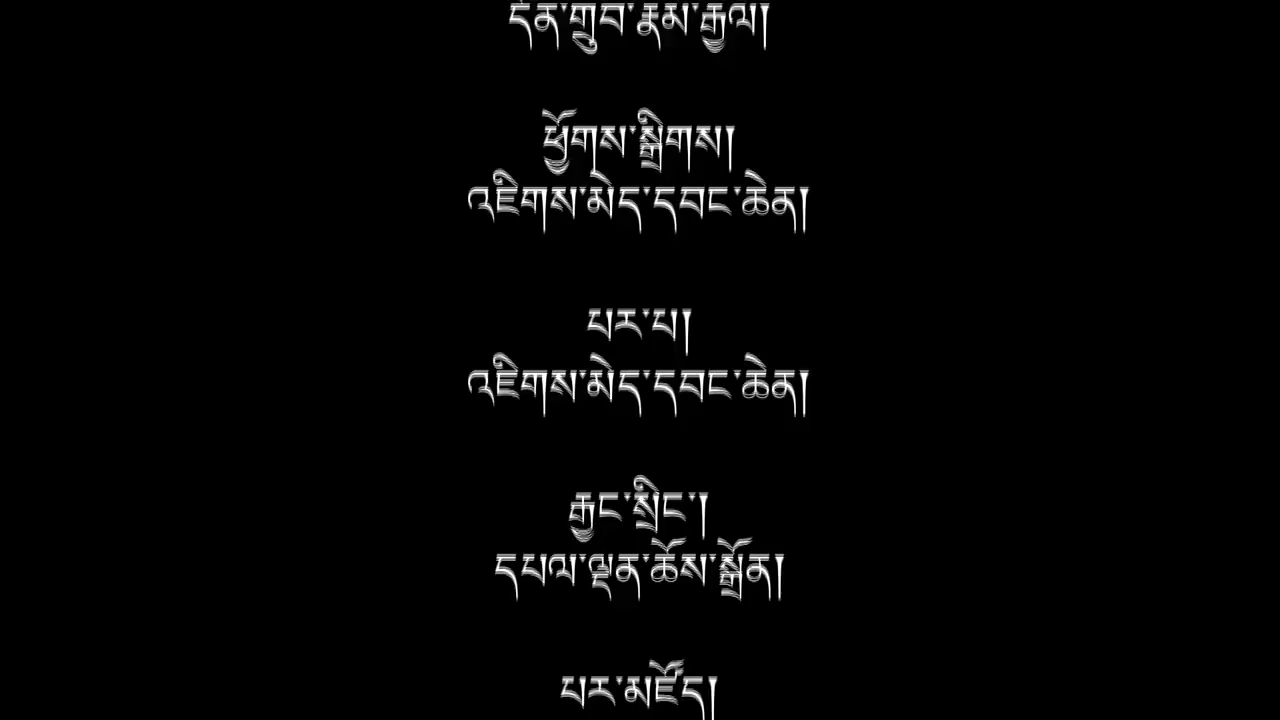 དོན་གྲུབ་རྣམ་རྒྱལ།
ཕྱོགས་སྒྲིགས།
འཇིགས་མེད་དབང་ཆེན།
པར་པ།
འཇིགས་མེད་དབང་ཆེན།
རྒྱང་སྲིང་།
དཔལ་ལྡན་ཆོས་སྒྲོན།
པར་མཛོད།